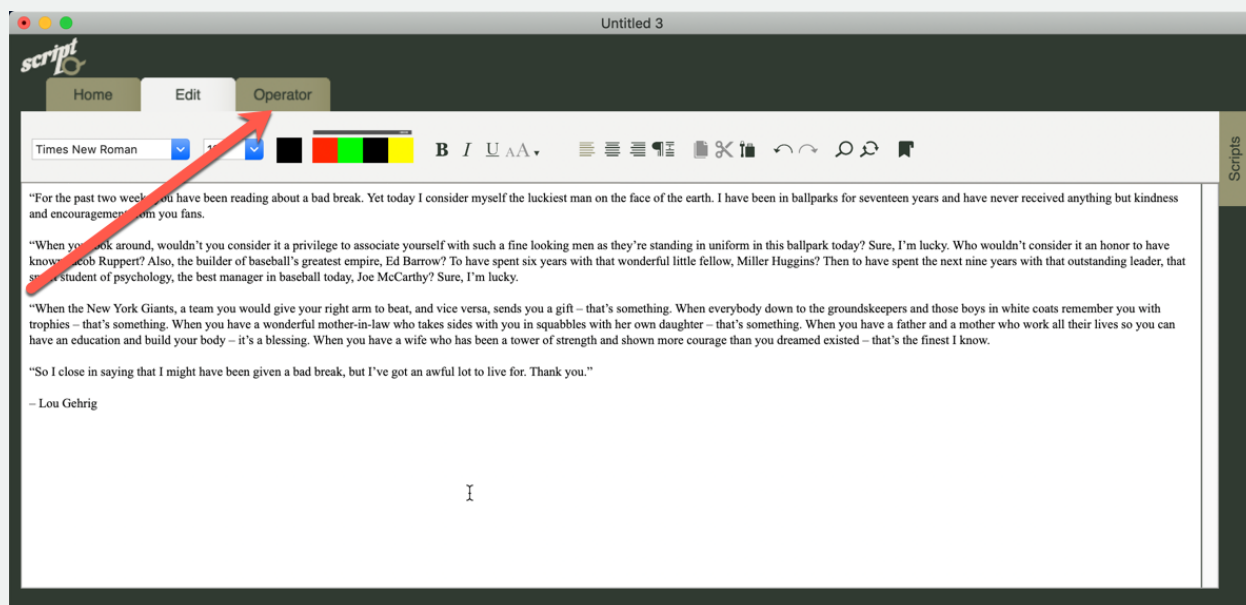 Untitled 3
script
Home Edit Operator
Times New Roman
B I U AA
Scripts
“For the past two week you have been reading about a bad break. Yet today I consider myself the luckiest man on the face of the earth. I have been in ballparks for seventeen years and have never received anything but kindness
and encouragement from you fans.
“When you look around, wouldn’t you consider it a privilege to associate yourself with such a fine looking men as they’re standing in uniform in this ballpark today? Sure, I’m lucky. Who wouldn’t consider it an honor to have
known Jacob Ruppert? Also, the builder of baseball’s greatest empire, Ed Barrow? To have spent six years with that wonderful little fellow, Miller Huggins? Then to have spent the next nine years with that outstanding leader, that
student of psychology, the best manager in baseball today, Joe McCarthy? Sure, I’m lucky.
“When the New York Giants, a team you would give your right arm to beat, and vice versa, sends you a gift – that’s something. When everybody down to the groundskeepers and those boys in white coats remember you with
trophies – that’s something. When you have a wonderful mother-in-law who takes sides with you in squabbles with her own daughter – that’s something. When you have a father and a mother who work all their lives so you can
have an education and build your body – it’s a blessing. When you have a wife who has been a tower of strength and shown more courage than you dreamed existed – that’s the finest I know.
“So I close in saying that I might have been given a bad break, but I’ve got an awful lot to live for. Thank you.”
– Lou Gehrig